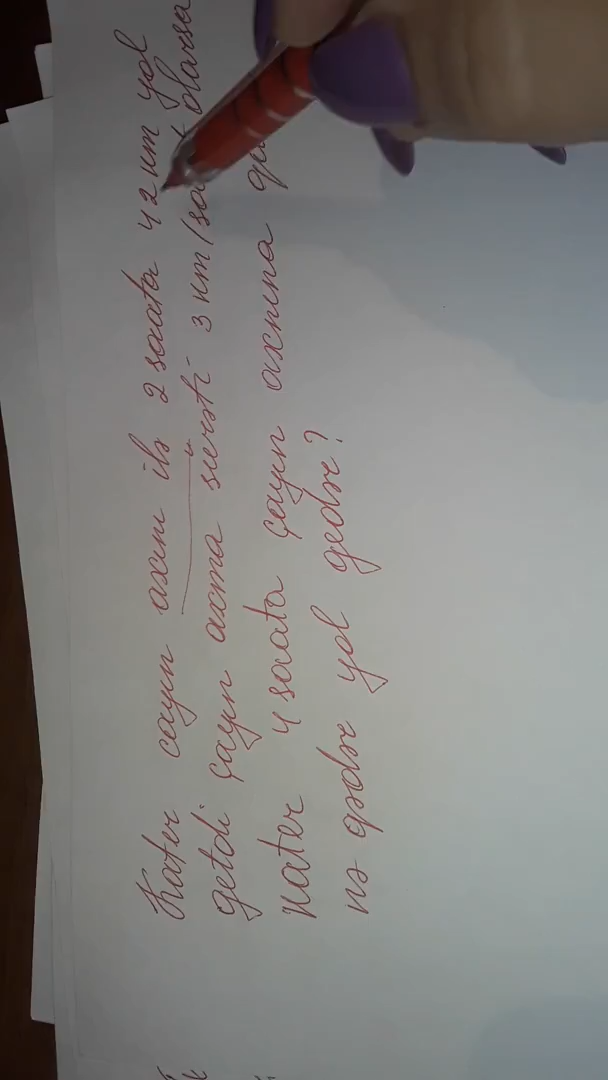 Kater çayın axını ilə 2 saata 42 km yol
getdi çayın axma sürəti 3 km/ olarsa
kater 4 saata çayın axınına
nə qədər yol gedər?